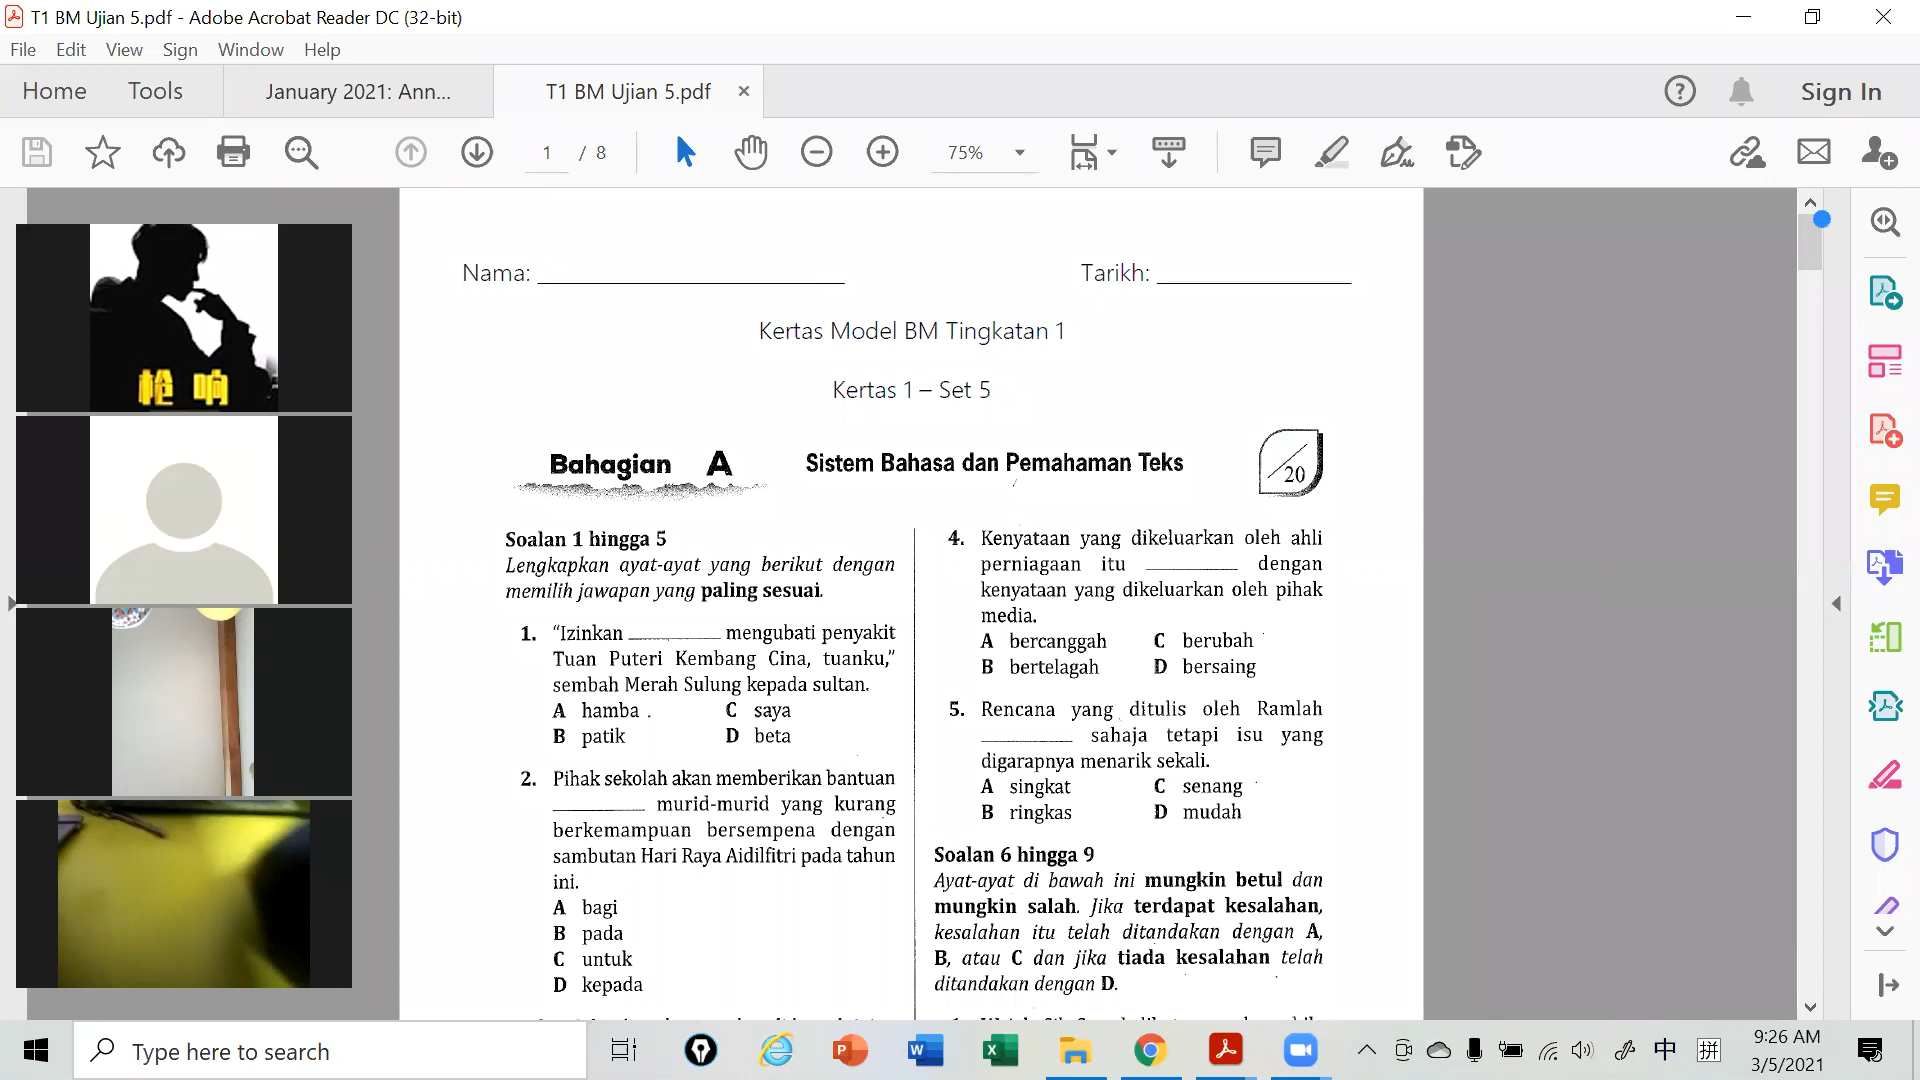 T1 BM Ujian 5.pdf - Adobe Acrobat Reader DC (32-bit)
File Edit View Sign Window Help
Home Tools January 2021: Ann... T1 BM Ujian 5.pdf × Sign In
1 / 8 75%
枪 响
Nama: ____________ Tarikh: ____________
Kertas Model BM Tingkatan 1
Kertas 1 – Set 5
Bahagian A Sistem Bahasa dan Pemahaman Teks /20
Soalan 1 hingga 5
Lengkapkan ayat-ayat yang berikut dengan
memilih jawapan yang paling sesuai.
1. “Izinkan ________ mengubati penyakit
Tuan Puteri Kembang Cina, tuanku,”
sembah Merah Sulung kepada sultan.
A hamba C saya
B patik D beta
2. Pihak sekolah akan memberikan bantuan
________ murid-murid yang kurang
berkemampuan bersempena dengan
sambutan Hari Raya Aidilfitri pada tahun
ini.
A bagi
B pada
C untuk
D kepada
4. Kenyataan yang dikeluarkan oleh ahli
perniagaan itu ________ dengan
kenyataan yang dikeluarkan oleh pihak
media.
A bercanggah C berubah
B bertelagah D bersaing
5. Rencana yang ditulis oleh Ramlah
________ sahaja tetapi isu yang
digarapnya menarik sekali.
A singkat C senang
B ringkas D mudah
Soalan 6 hingga 9
Ayat-ayat di bawah ini mungkin betul dan
mungkin salah. Jika terdapat kesalahan,
kesalahan itu telah ditandakan dengan A,
B, atau C dan jika tiada kesalahan telah
ditandakan dengan D.
Type here to search
中 拼
9:26 AM
3/5/2021